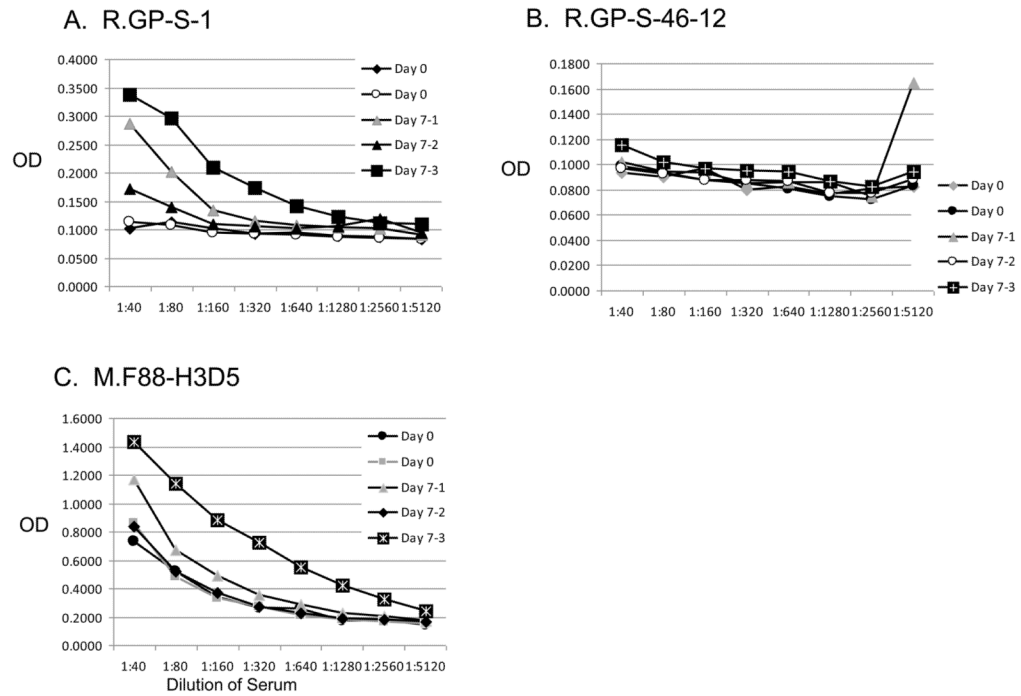 A. R.GP-S-1
0.4000
0.3500
0.3000
0.2500
0.2000
0.1500
0.1000
0.0500
0.0000
OD
1:40 1:80 1:160 1:320 1:640 1:1280 1:2560 1:5120
Day 0
Day 0
Day 7-1
Day 7-2
Day 7-3
B. R.GP-S-46-12
0.1800
0.1600
0.1400
0.1200
0.1000
0.0800
0.0600
0.0400
0.0200
0.0000
OD
1:40 1:80 1:160 1:320 1:640 1:1280 1:2560 1:5120
Day 0
Day 0
Day 7-1
Day 7-2
Day 7-3
C. M.F88-H3D5
1.6000
1.4000
1.2000
1.0000
0.8000
0.6000
0.4000
0.2000
0.0000
OD
1:40 1:80 1:160 1:320 1:640 1:1280 1:2560 1:5120
Dilution of Serum
Day 0
Day 0
Day 7-1
Day 7-2
Day 7-3